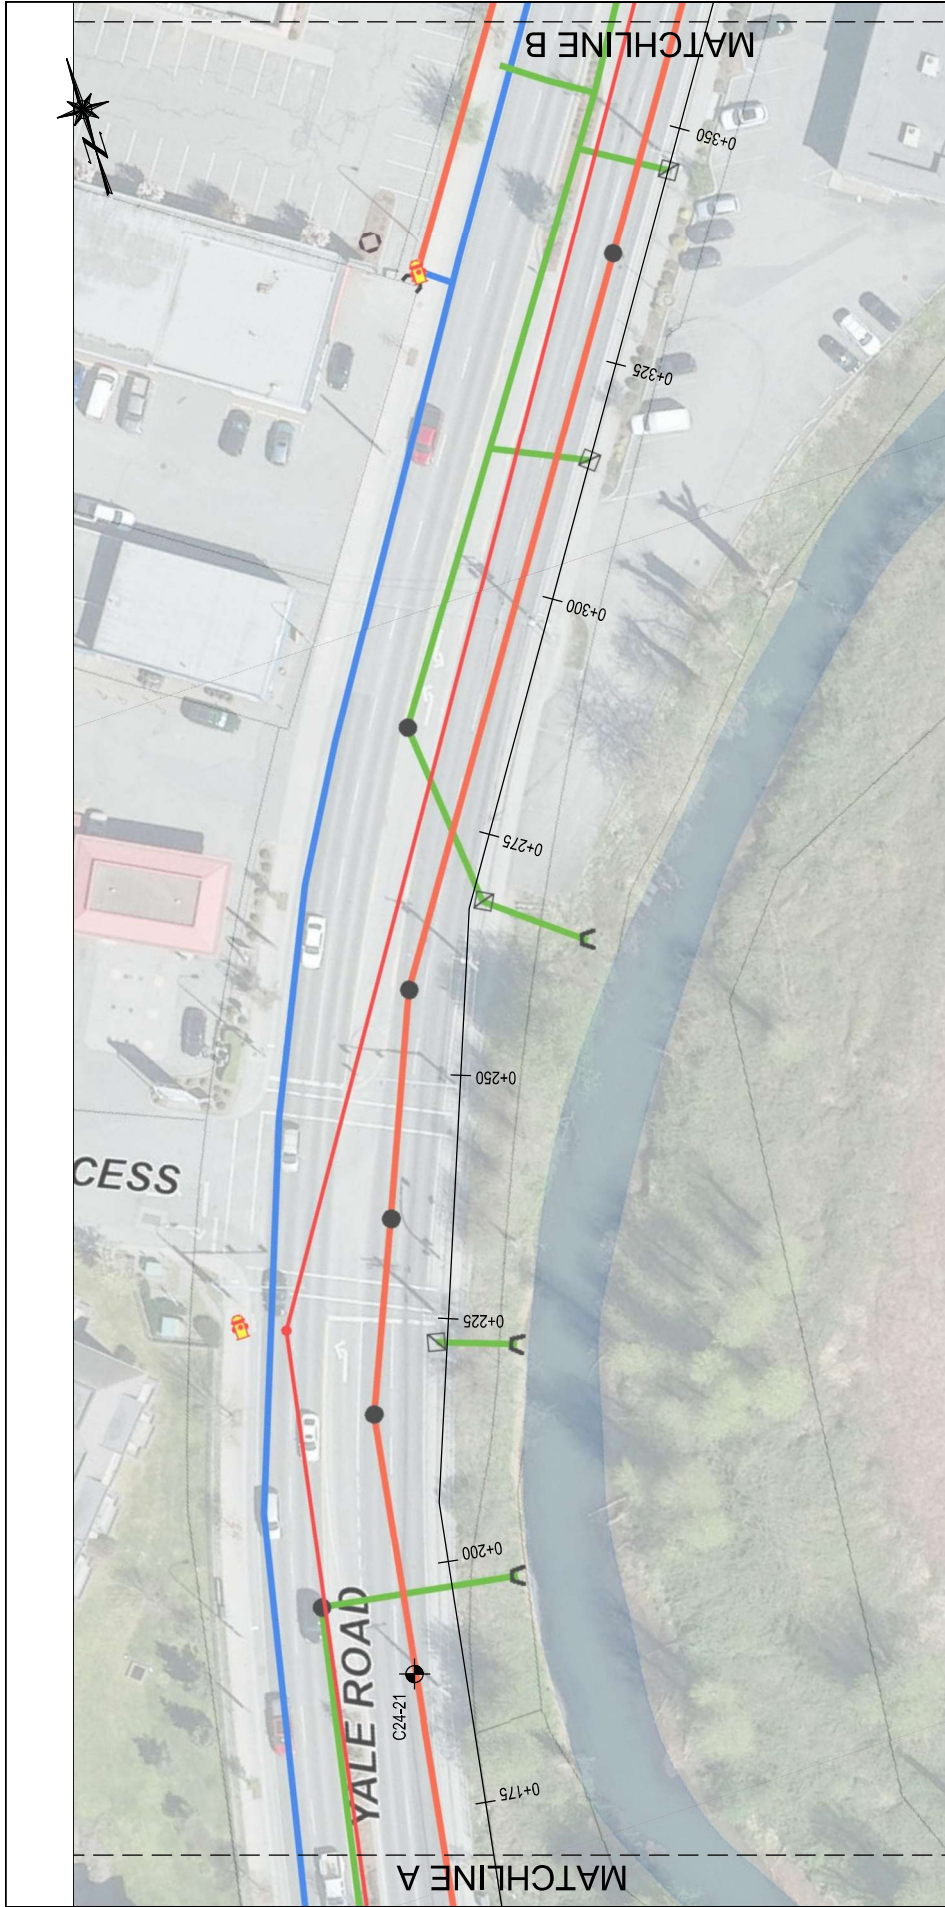 MATCHLINE B
0+350
0+325
0+300
0+275
0+250
CESS
0+225
0+200
YALE ROAD
C24-21
0+175
MATCHLINE A
N